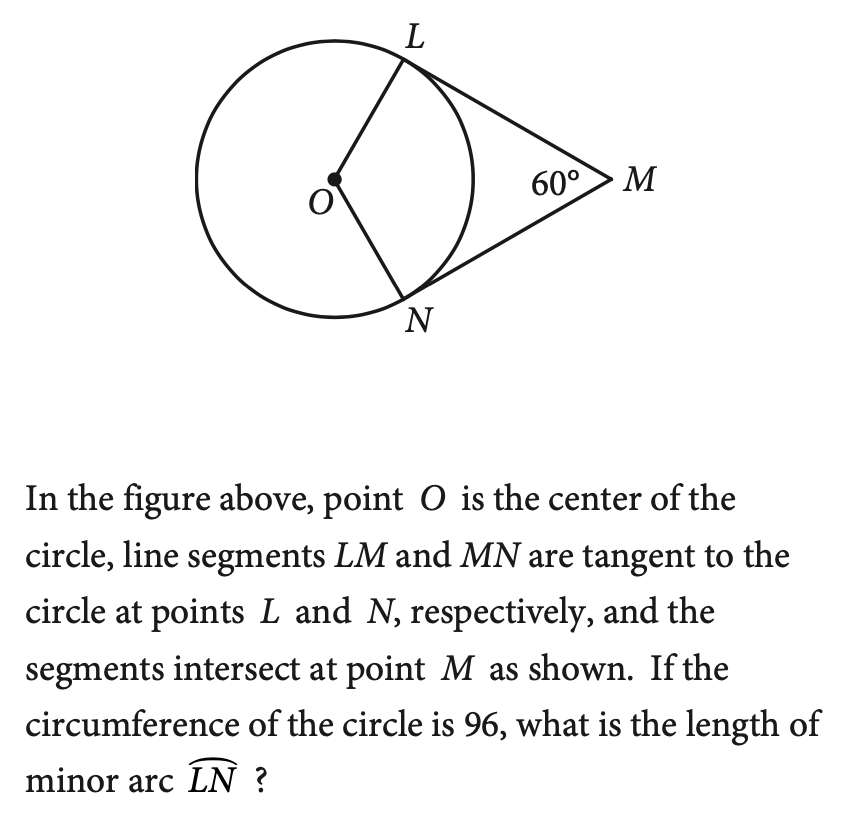 L
60° M
O
N
In the figure above, point O is the center of the
circle, line segments LM and MN are tangent to the
circle at points L and N, respectively, and the
segments intersect at point M as shown. If the
circumference of the circle is 96, what is the length of
minor arc L͡N ?